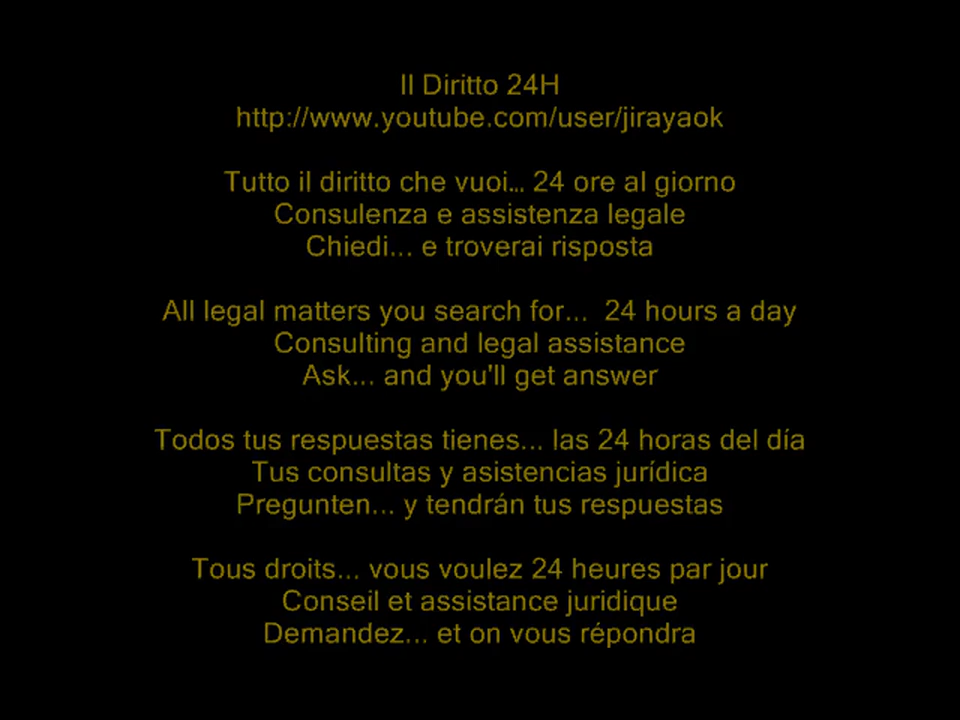 Il Diritto 24H
http://www.youtube.com/user/jirayaok
Tutto il diritto che vuoi... 24 ore al giorno
Consulenza e assistenza legale
Chiedi... e troverai risposta
All legal matters you search for...  24 hours a day
Consulting and legal assistance
Ask... and you'll get answer
Todos tus respuestas tienes... las 24 horas del día
Tus consultas y asistencias jurídica
Pregunten... y tendrán tus respuestas
Tous droits... vous voulez 24 heures par jour
Conseil et assistance juridique
Demandez... et on vous répondra